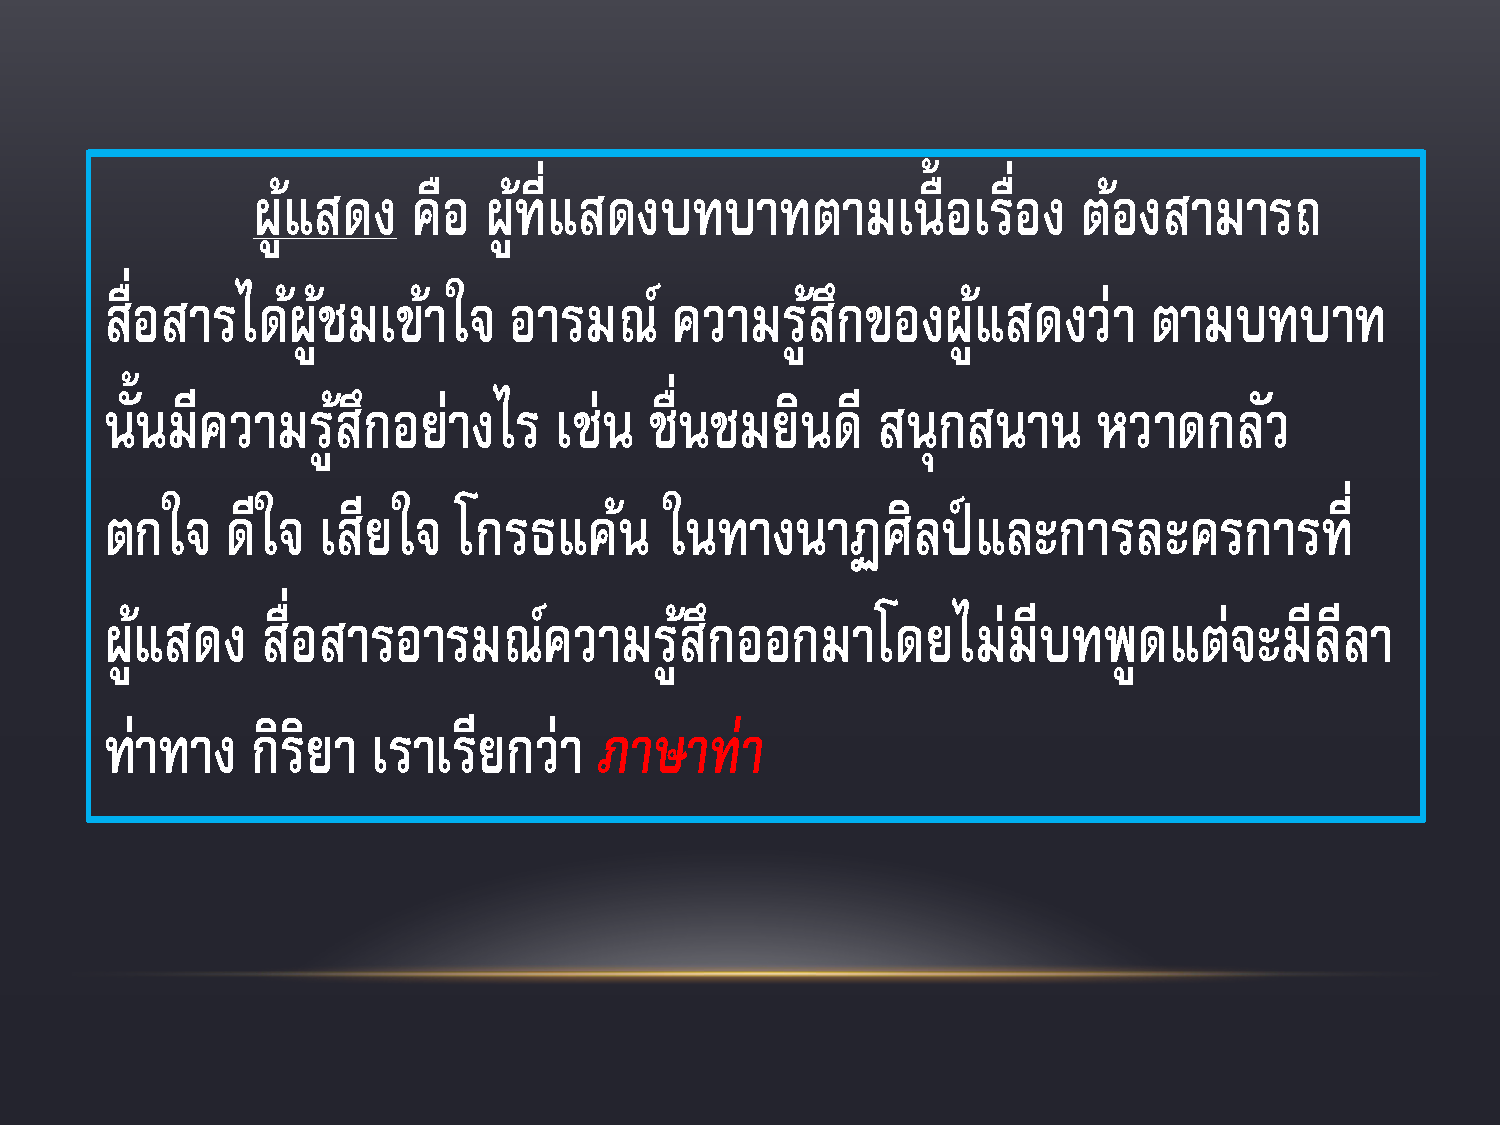 ผู้แสดง คือ ผู้ที่แสดงบทบาทตามเนื้อเรื่อง ต้องสามารถ
สื่อสารได้ผู้ชมเข้าใจ อารมณ์ ความรู้สึกของผู้แสดงว่า ตามบทบาท
นั้นมีความรู้สึกอย่างไร เช่น ชื่นชมยินดี สนุกสนาน หวาดกลัว
ตกใจ ดีใจ เสียใจ โกรธแค้น ในทางนาฏศิลป์และการละครการที่
ผู้แสดง สื่อสารอารมณ์ความรู้สึกออกมาโดยไม่มีบทพูดแต่จะมีลีลา
ท่าทาง กิริยา เราเรียกว่า ภาษาท่า